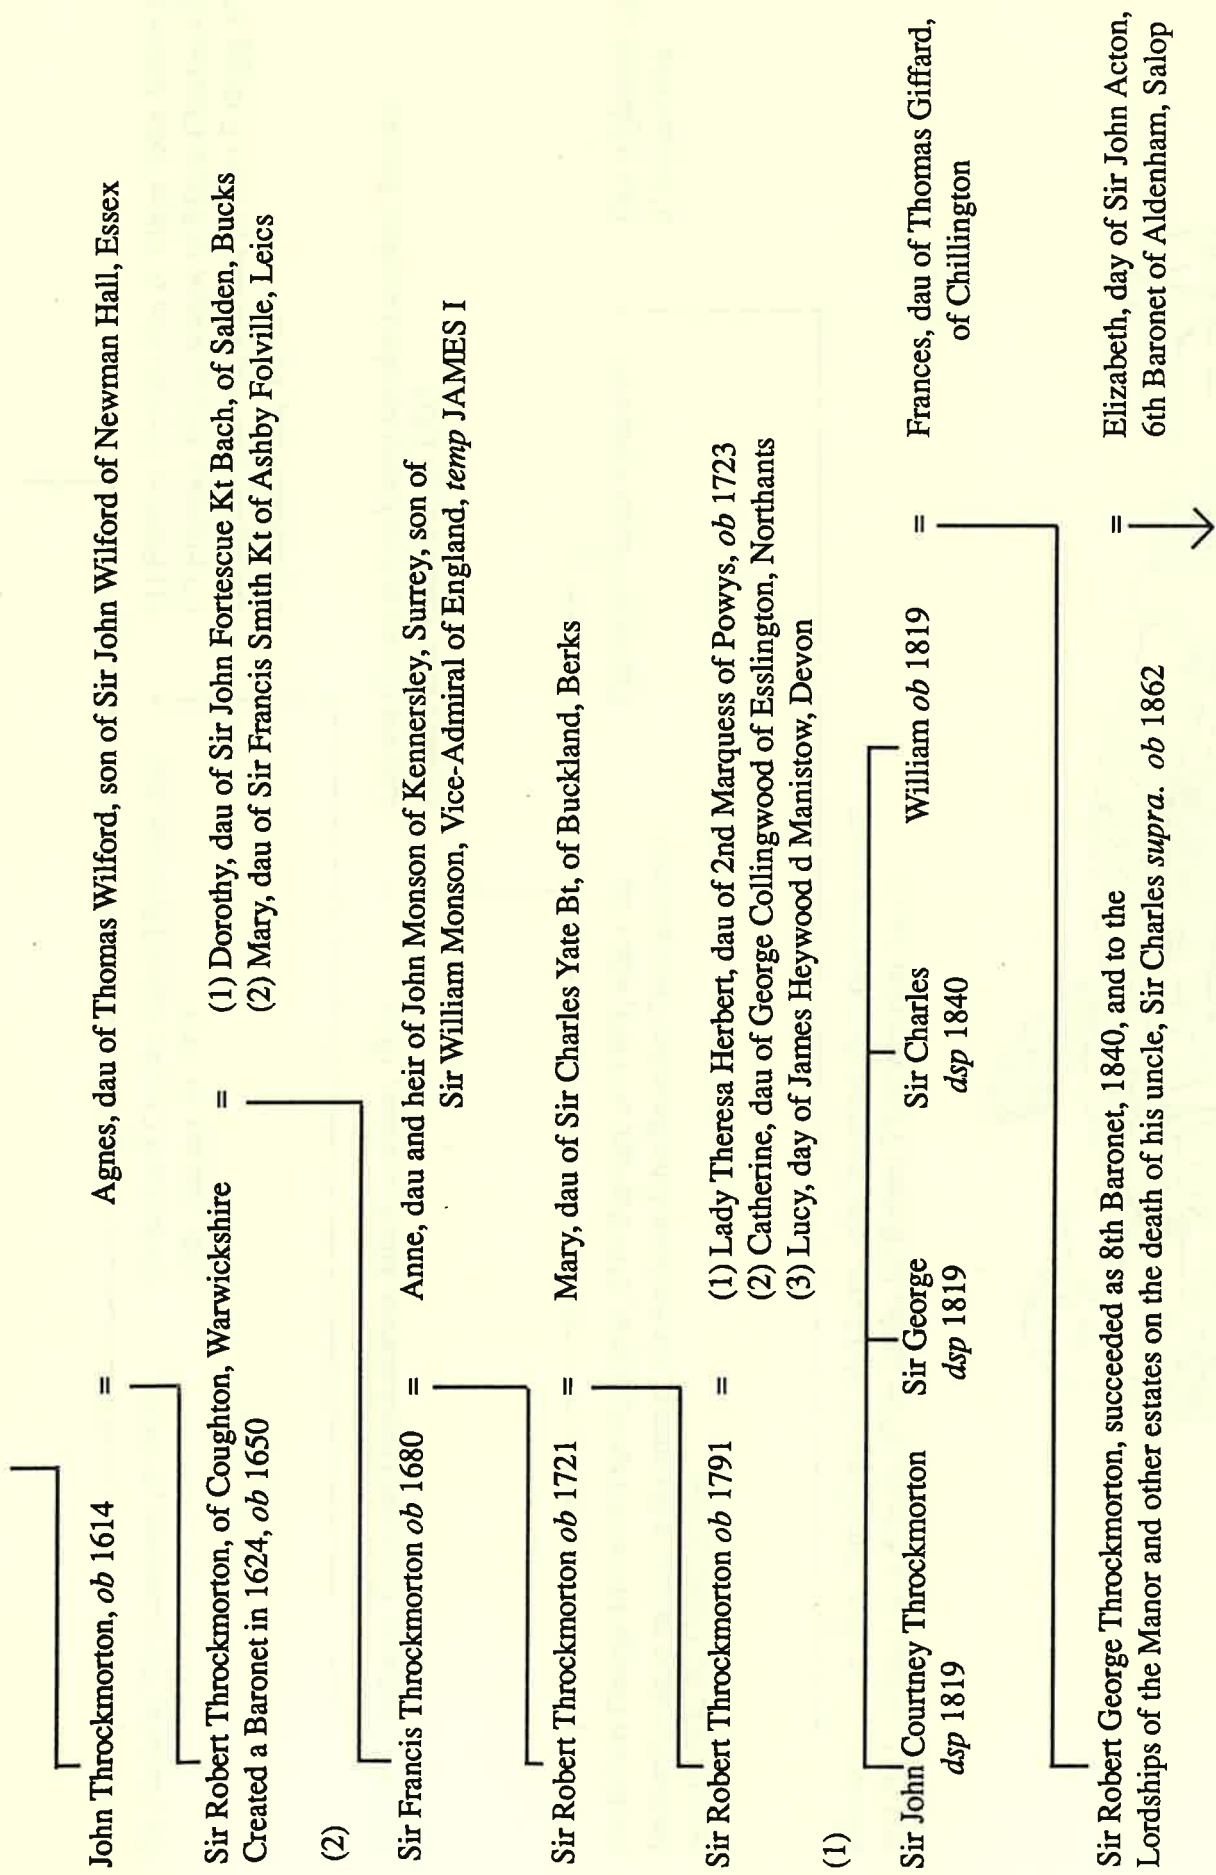 John Throckmorton, ob 1614 = Agnes, dau of Thomas Wilford, son of Sir John Wilford of Newman Hall, Essex
Sir Robert Throckmorton, of Coughton, Warwickshire = (1) Dorothy, dau of Sir John Fortescue Kt Bach, of Salden, Bucks
Created a Baronet in 1624, ob 1650 (2) Mary, dau of Sir Francis Smith Kt of Ashby Folville, Leics
(2)
Sir Francis Throckmorton ob 1680 = Anne, dau and heir of John Monson of Kennersley, Surrey, son of
Sir William Monson, Vice-Admiral of England, temp JAMES I
Sir Robert Throckmorton ob 1721 = Mary, dau of Sir Charles Yate Bt, of Buckland, Berks
Sir Robert Throckmorton ob 1791 = (1) Lady Theresa Herbert, dau of 2nd Marquess of Powys, ob 1723
(2) Catherine, dau of George Collingwood of Esslington, Northants
(3) Lucy, day of James Heywood d Manistow, Devon
(1)
Sir John Courtney Throckmorton Sir George Sir Charles William ob 1819 = Frances, dau of Thomas Giffard,
dsp 1819 dsp 1819 dsp 1840 of Chillington
Sir Robert George Throckmorton, succeeded as 8th Baronet, 1840, and to the = Elizabeth, day of Sir John Acton,
Lordships of the Manor and other estates on the death of his uncle, Sir Charles supra. ob 1862 6th Baronet of Aldenham, Salop